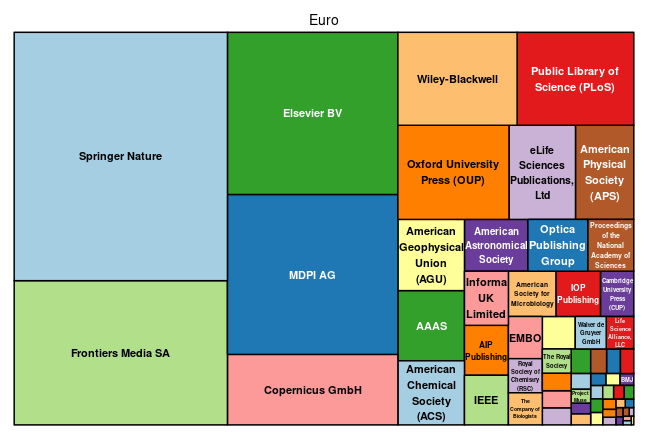 Euro
Springer Nature
Frontiers Media SA
Elsevier BV
MDPI AG
Copernicus GmbH
Wiley-Blackwell
Public Library of
Science (PLoS)
Oxford University
Press (OUP)
eLife
Sciences
Publications,
Ltd
American
Physical
Society
(APS)
American
Geophysical
Union
(AGU)
AAAS
American
Chemical
Society
(ACS)
American
Astronomical
Society
Optica
Publishing
Group
Proceedings
of the
National
Academy of
Sciences
Informa
UK
Limited
AIP
Publishing
IEEE
American
Society for
Microbiology
IOP
Publishing
Cambridge
University
Press
(CUP)
EMBO
Royal
Society of
Chemistry
(RSC)
The
Company of
Biologists
Walter de
Gruyter
GmbH
Life
Science
Alliance,
LLC
The Royal
Society
Project
Muse
BMJ